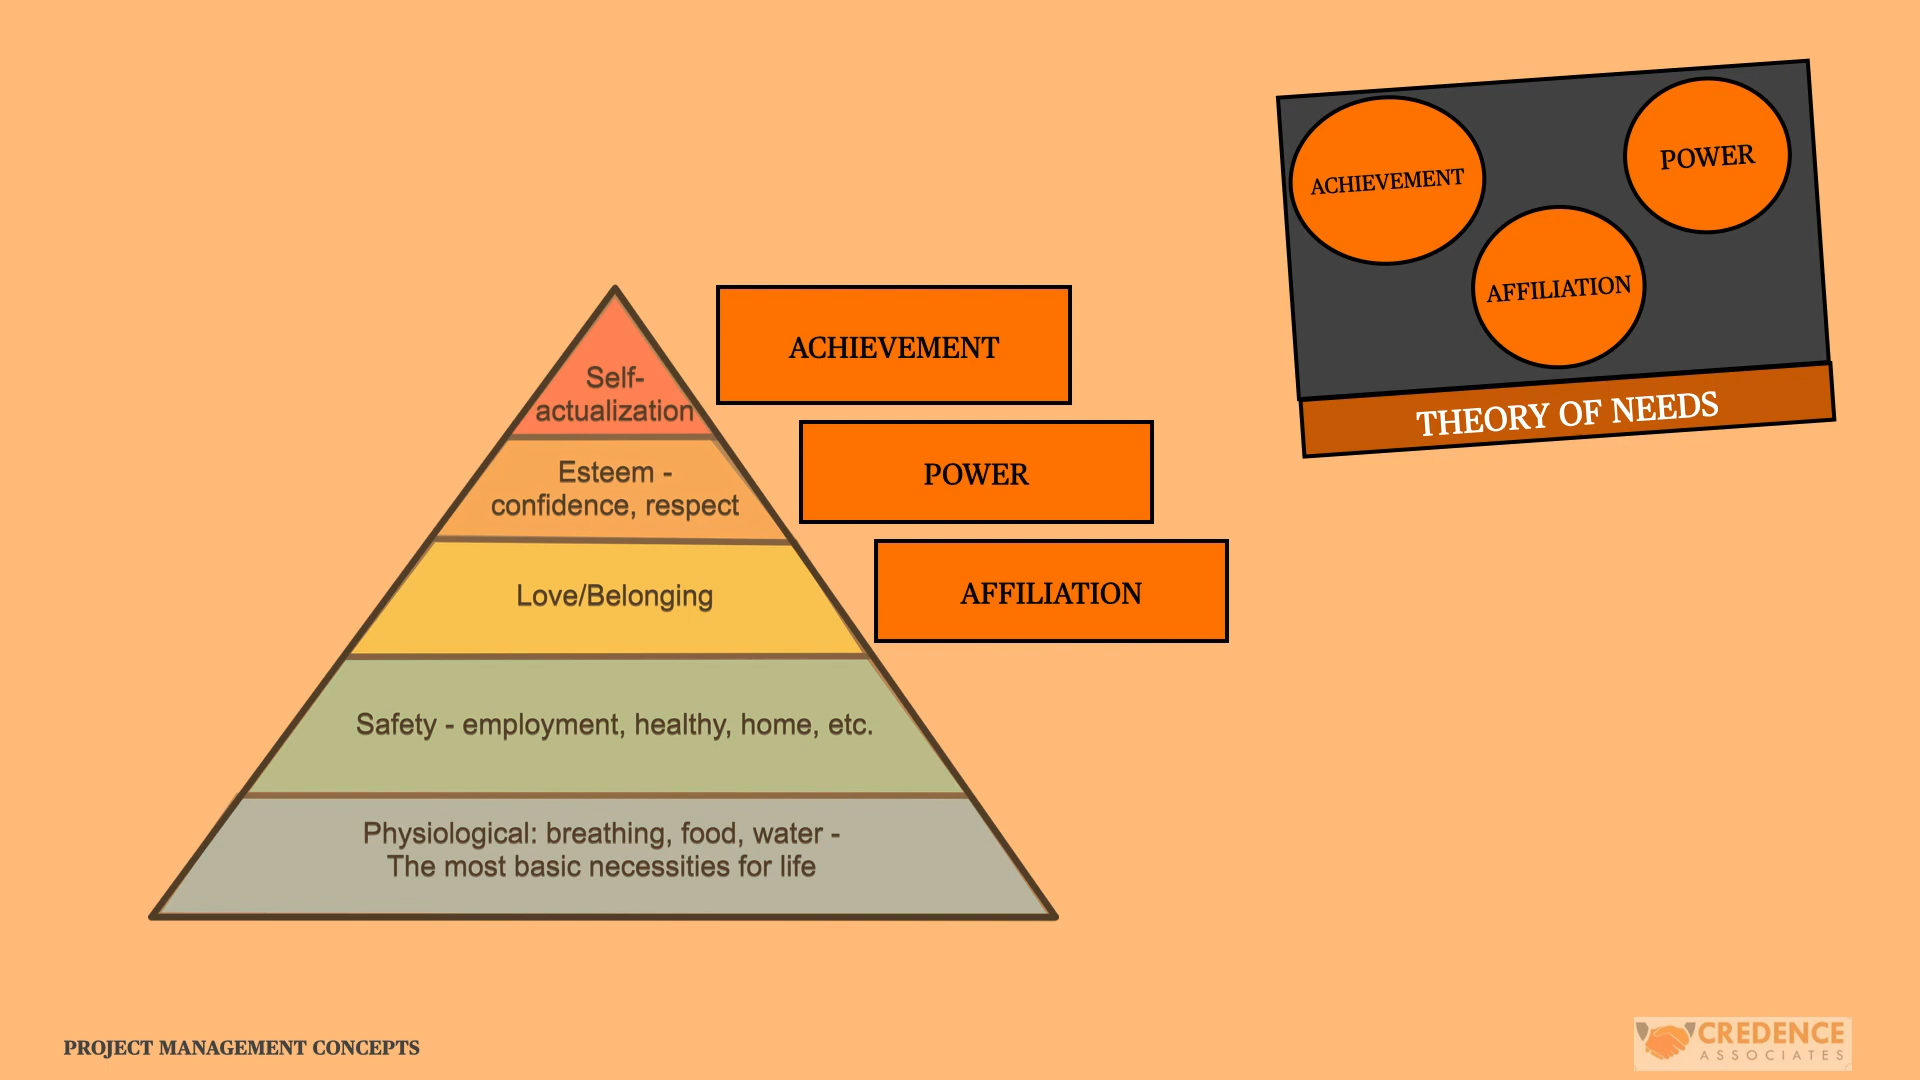 ACHIEVEMENT
POWER
AFFILIATION
THEORY OF NEEDS
Self-
actualization
Esteem -
confidence, respect
Love/Belonging
Safety - employment, healthy, home, etc.
Physiological: breathing, food, water -
The most basic necessities for life
ACHIEVEMENT
POWER
AFFILIATION
PROJECT MANAGEMENT CONCEPTS
CREDENCE
ASSOCIATES